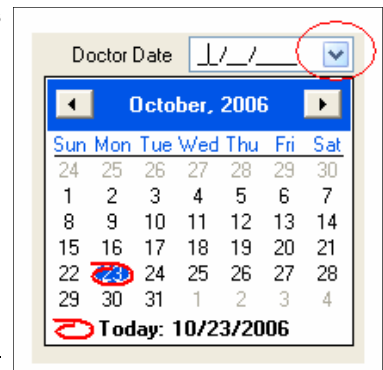 Doctor Date _/_/_
October, 2006
Sun Mon Tue Wed Thu Fri Sat
24 25 26 27 28 29 30
1 2 3 4 5 6 7
8 9 10 11 12 13 14
15 16 17 18 19 20 21
22 23 24 25 26 27 28
29 30 31 1 2 3 4
Today: 10/23/2006